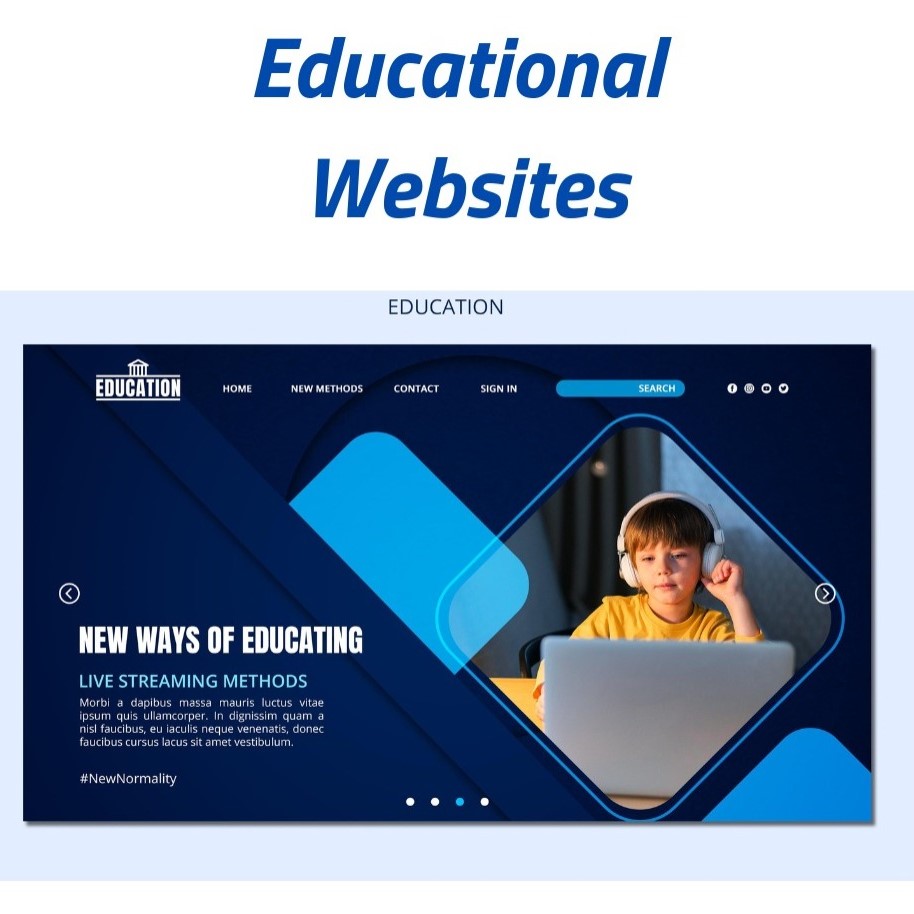 Educational
Websites
EDUCATION
EDUCATION
HOME NEW METHODS CONTACT SIGN IN SEARCH
NEW WAYS OF EDUCATING
LIVE STREAMING METHODS
Morbi a dapibus massa mauris luctus vitae
ipsum quis ullamcorper. In dignissim quam a
nisl faucibus, eu iaculis neque venenatis, donec
faucibus cursus lacus sit amet vestibulum.
#NewNormality